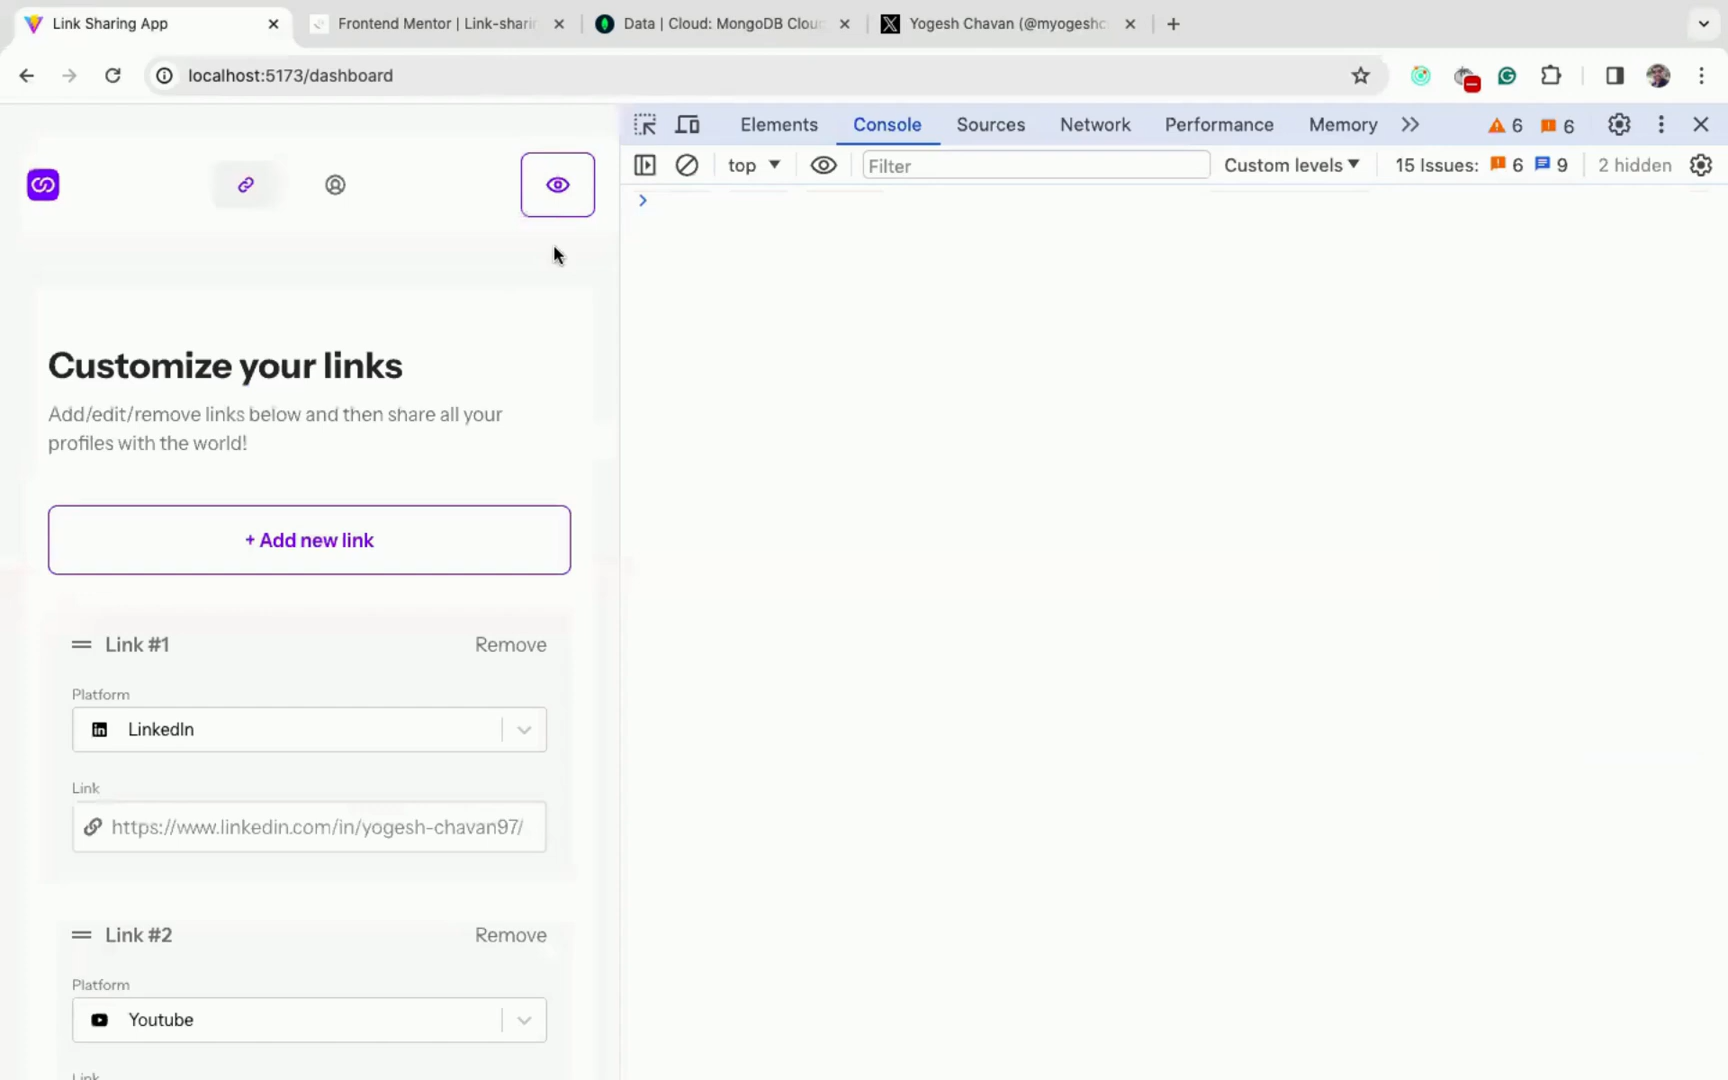 Link Sharing App
Frontend Mentor | Link-sharin
Data | Cloud: MongoDB Cloud
Yogesh Chavan (@myogeshc
localhost:5173/dashboard
Elements
Console
Sources
Network
Performance
Memory
6
6
top
Filter
Custom levels
15 Issues:
6
9
2 hidden
Customize your links
Add/edit/remove links below and then share all your
profiles with the world!
+ Add new link
Link #1
Remove
Platform
LinkedIn
Link
https://www.linkedin.com/in/yogesh-chavan97/
Link #2
Remove
Platform
Youtube
Link